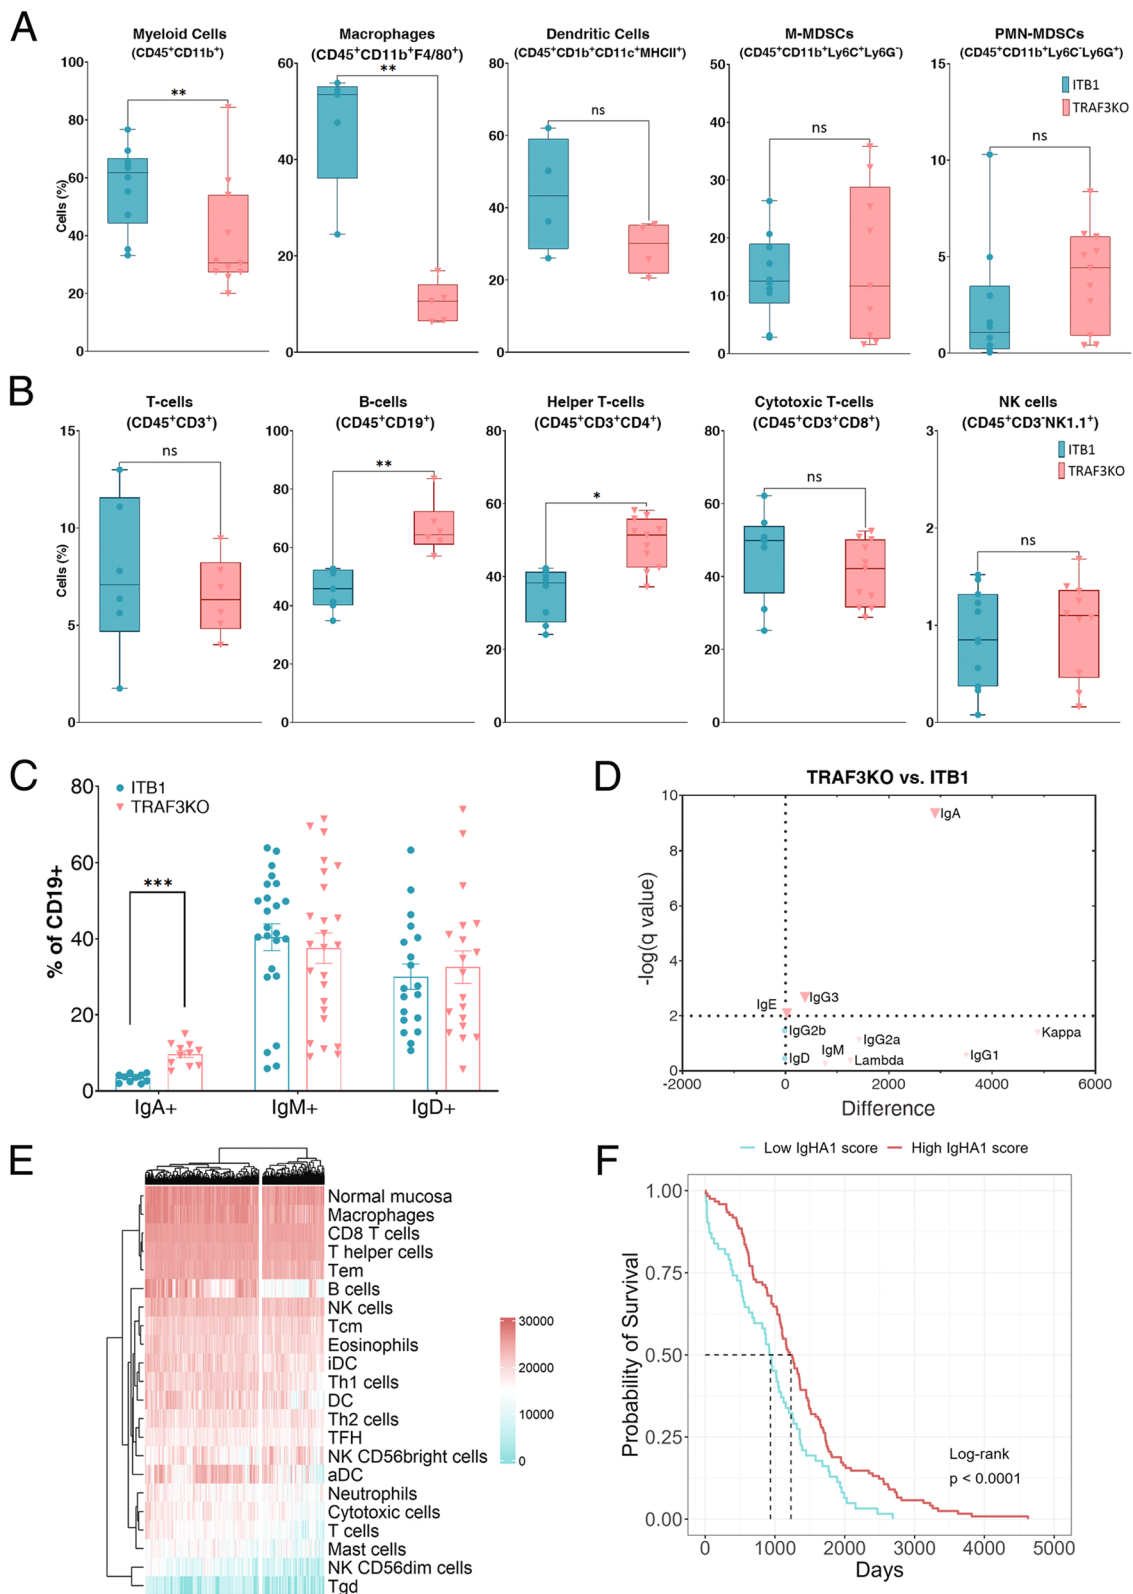 A
Myeloid Cells
(CD45+CD11b+)
Macrophages
(CD45+CD11b+F4/80+)
Dendritic Cells
(CD45+CD1b+CD11c+MHCII+)
M-MDSCs
(CD45+CD11b+Ly6C+Ly6G-)
PMN-MDSCs
(CD45+CD11b+Ly6C-Ly6G+)
Cells (%)
100
80
60
40
20
0
**
60
40
20
0
**
80
60
40
20
0
ns
50
40
30
20
10
0
ns
15
10
5
0
ns
ITB1
TRAF3KO
B
T-cells
(CD45+CD3+)
B-cells
(CD45+CD19+)
Helper T-cells
(CD45+CD3+CD4+)
Cytotoxic T-cells
(CD45+CD3+CD8+)
NK cells
(CD45+CD3-NK1.1+)
Cells (%)
15
10
5
0
ns
100
80
60
40
20
0
**
80
60
40
20
0
*
80
60
40
20
0
ns
3
2
1
0
ns
ITB1
TRAF3KO
C
ITB1
TRAF3KO
% of CD19+
80
60
40
20
0
***
IgA+
IgM+
IgD+
D
TRAF3KO vs. ITB1
-log(q value)
10
8
6
4
2
0
IgA
IgG3
IgE
IgG2b
IgD
IgM
IgG2a
Lambda
IgG1
Kappa
-2000
0
2000
4000
6000
Difference
E
Normal mucosa
Macrophages
CD8 T cells
T helper cells
Tem
B cells
NK cells
Tcm
Eosinophils
iDC
Th1 cells
DC
Th2 cells
TFH
NK CD56bright cells
aDC
Neutrophils
Cytotoxic cells
T cells
Mast cells
NK CD56dim cells
Tgd
30000
20000
10000
0
F
Low IgHA1 score
High IgHA1 score
Probability of Survival
1.00
0.75
0.50
0.25
0.00
Log-rank
p < 0.0001
0
1000
2000
3000
4000
5000
Days